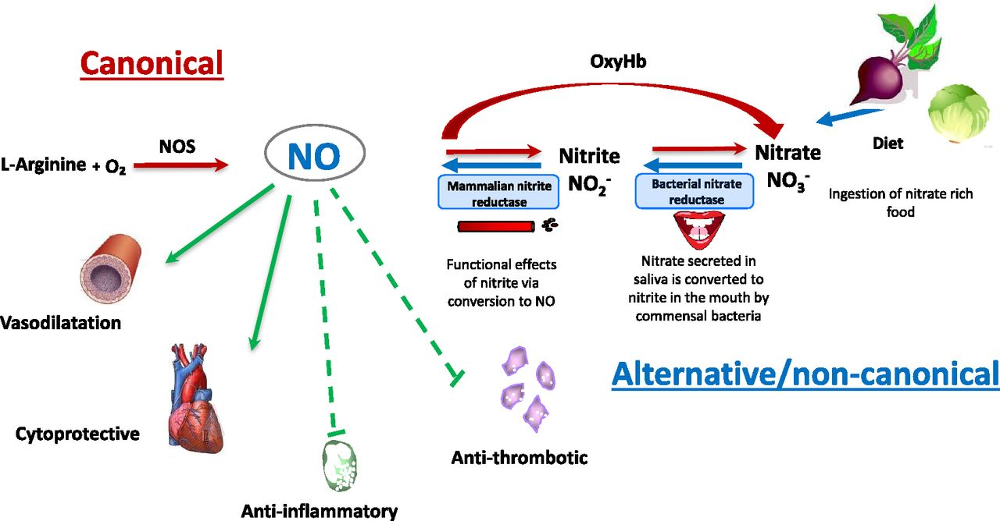 Canonical
OxyHb
L-Arginine + O₂
NOS
NO
Nitrite
NO₂⁻
Nitrate
NO₃⁻
Diet
Mammalian nitrite
reductase
Bacterial nitrate
reductase
Ingestion of nitrate rich
food
Functional effects
of nitrite via
conversion to NO
Nitrate secreted in
saliva is converted to
nitrite in the mouth by
commensal bacteria
Vasodilatation
Alternative/non-canonical
Cytoprotective
Anti-thrombotic
Anti-inflammatory